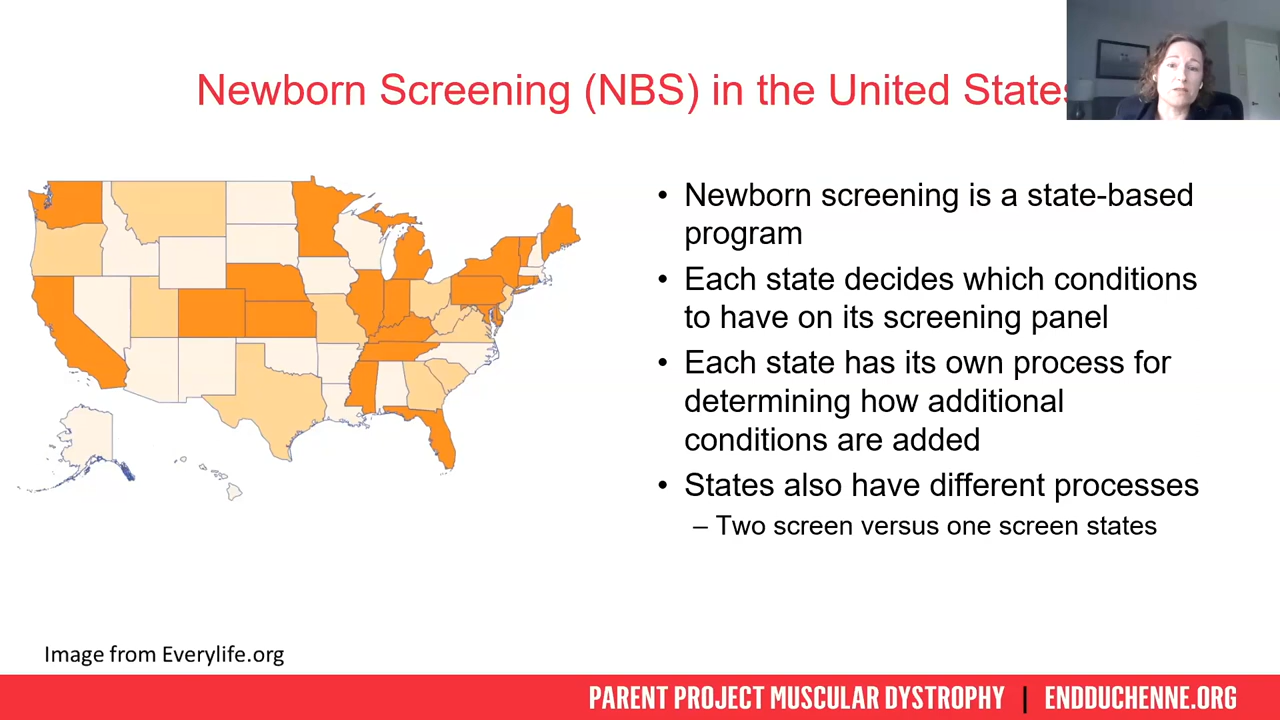 Newborn Screening (NBS) in the United States
• Newborn screening is a state-based
program
• Each state decides which conditions
to have on its screening panel
• Each state has its own process for
determining how additional
conditions are added
• States also have different processes
– Two screen versus one screen states
Image from Everylife.org
PARENT PROJECT MUSCULAR DYSTROPHY | ENDDUCHENNE.ORG